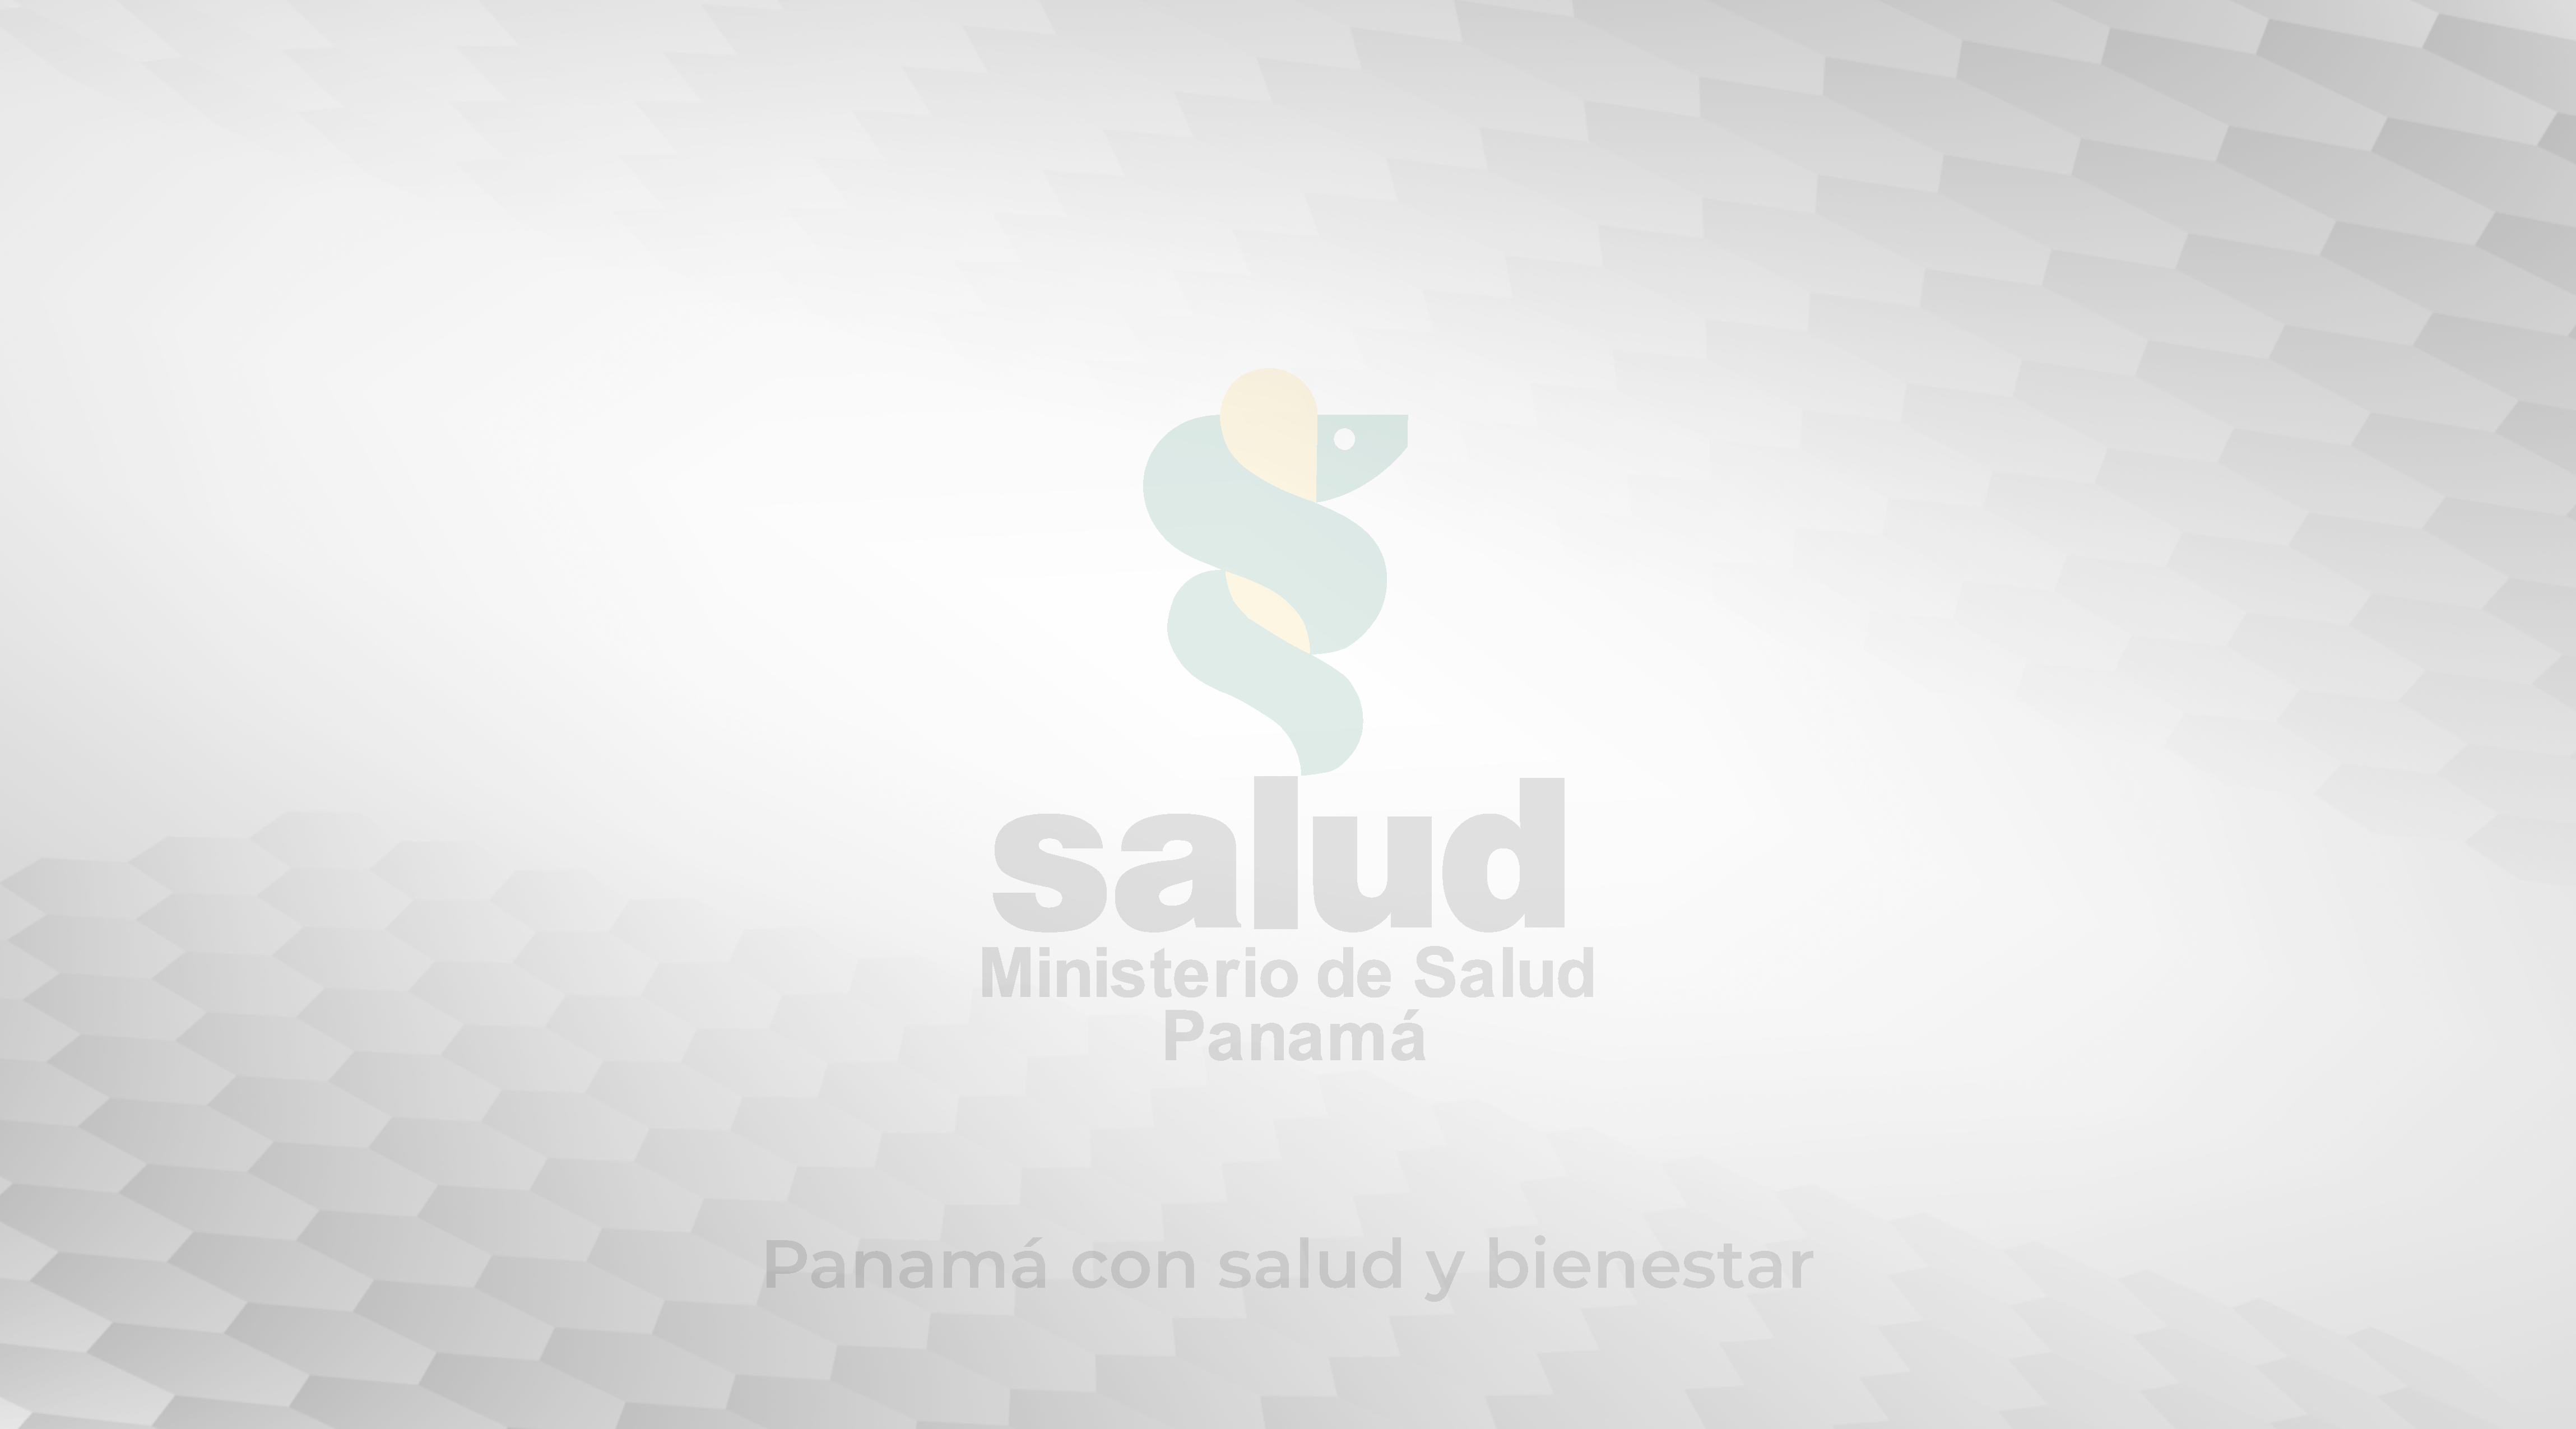 salud
Ministerio de Salud
Panamá
Panamá con salud y bienestar